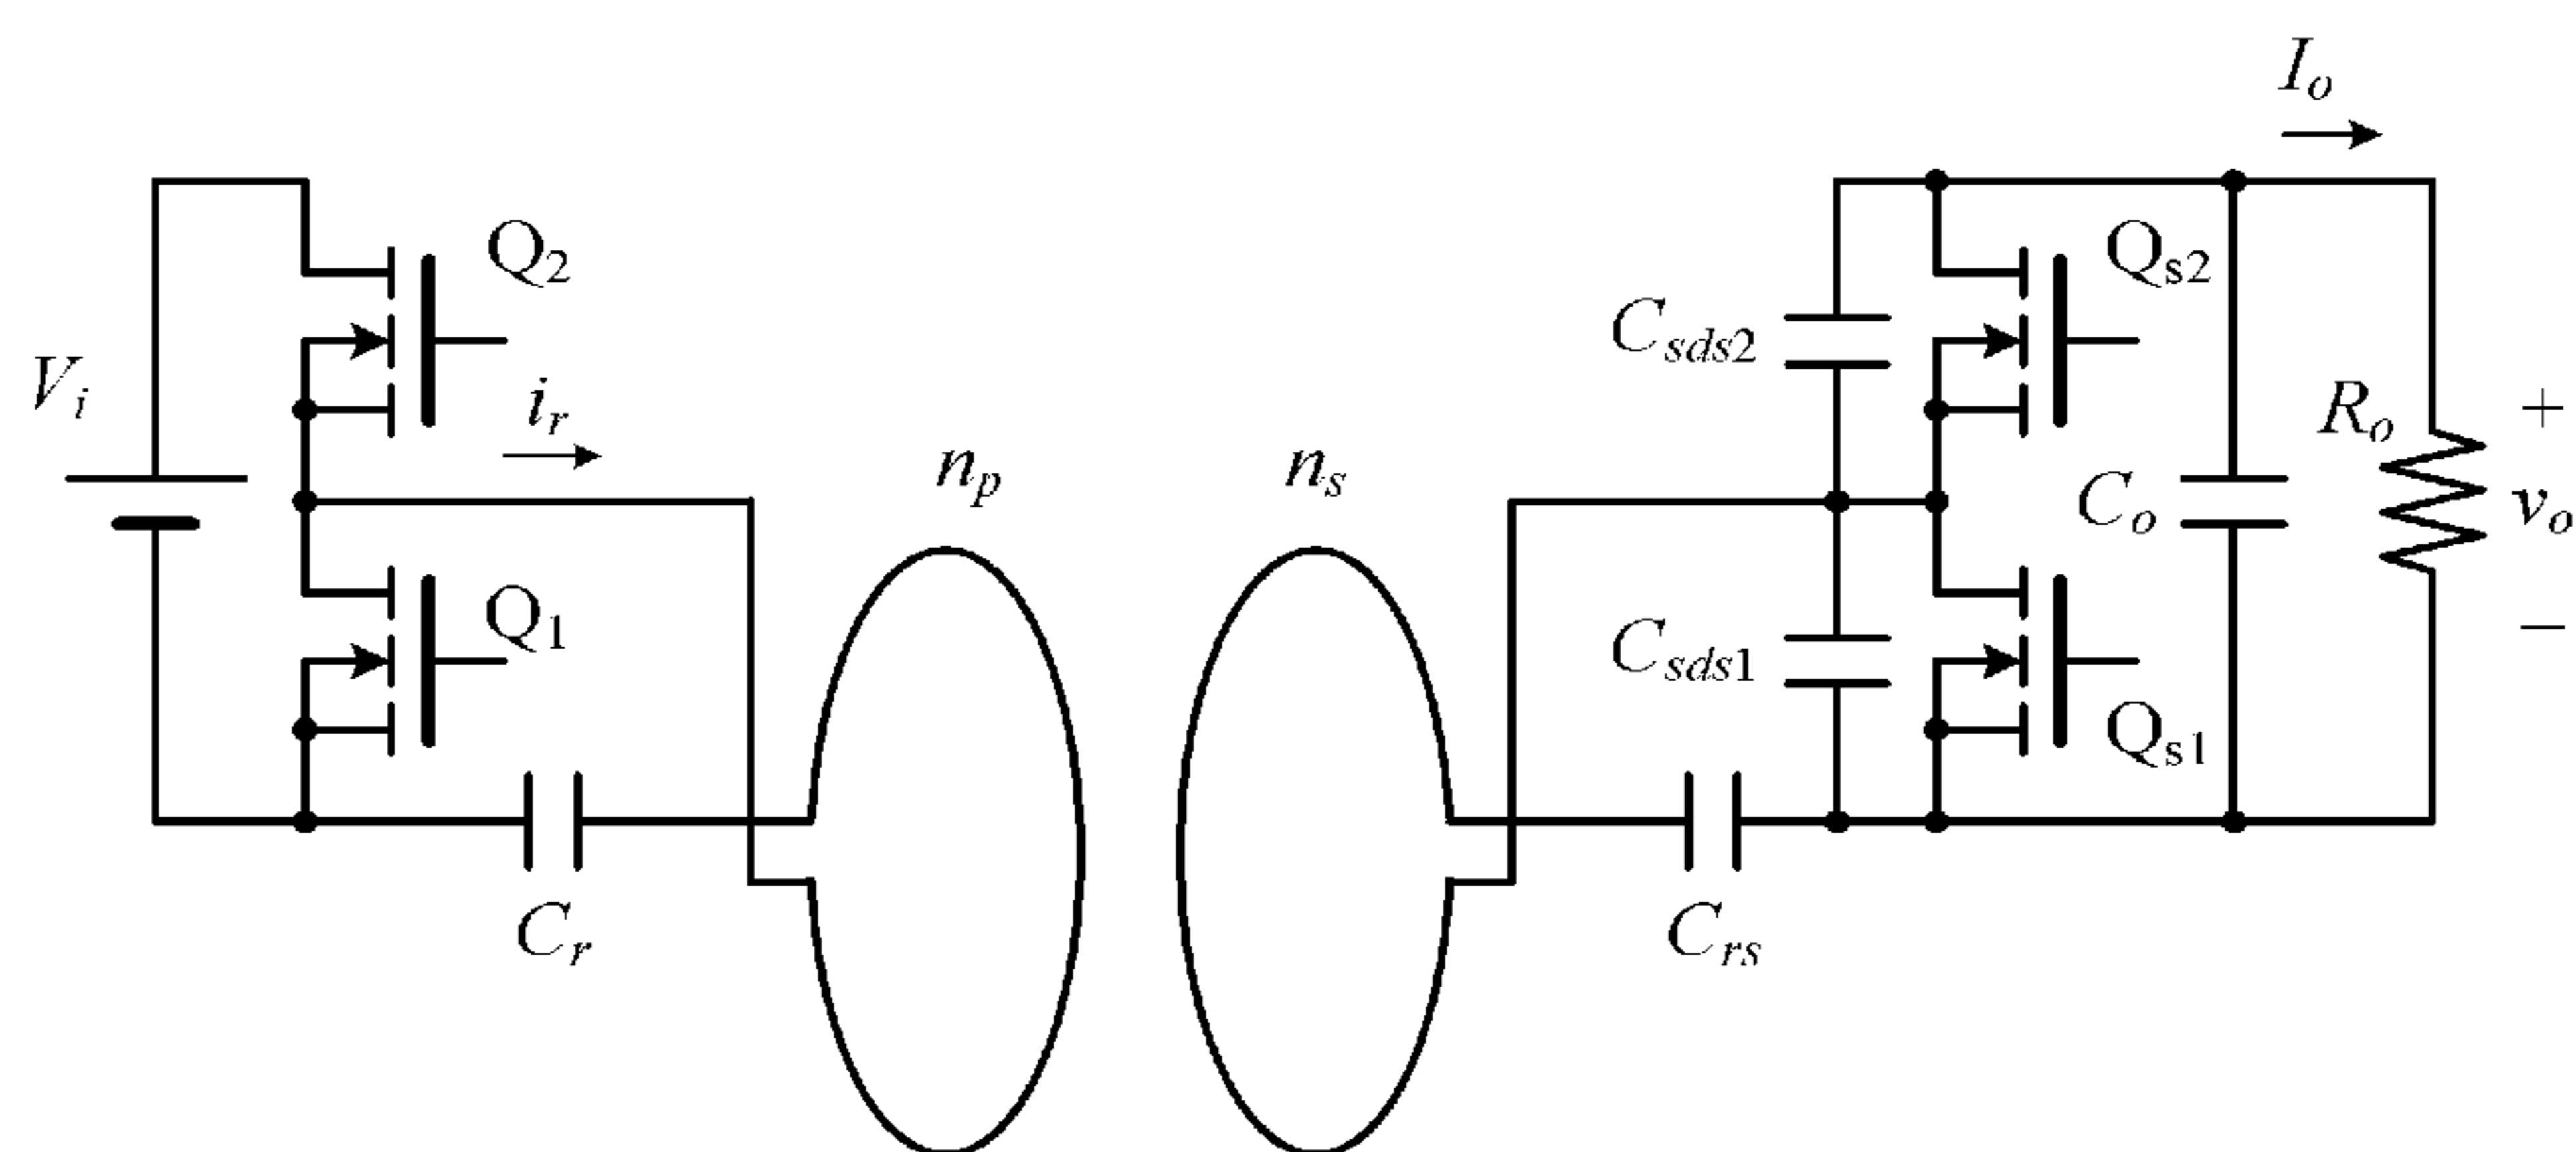 I_o
Q_2
Q_s2
C_sds2
V_i
i_r
R_o
+
n_p
n_s
C_o
v_o
Q_1
C_sds1
−
Q_s1
C_r
C_rs